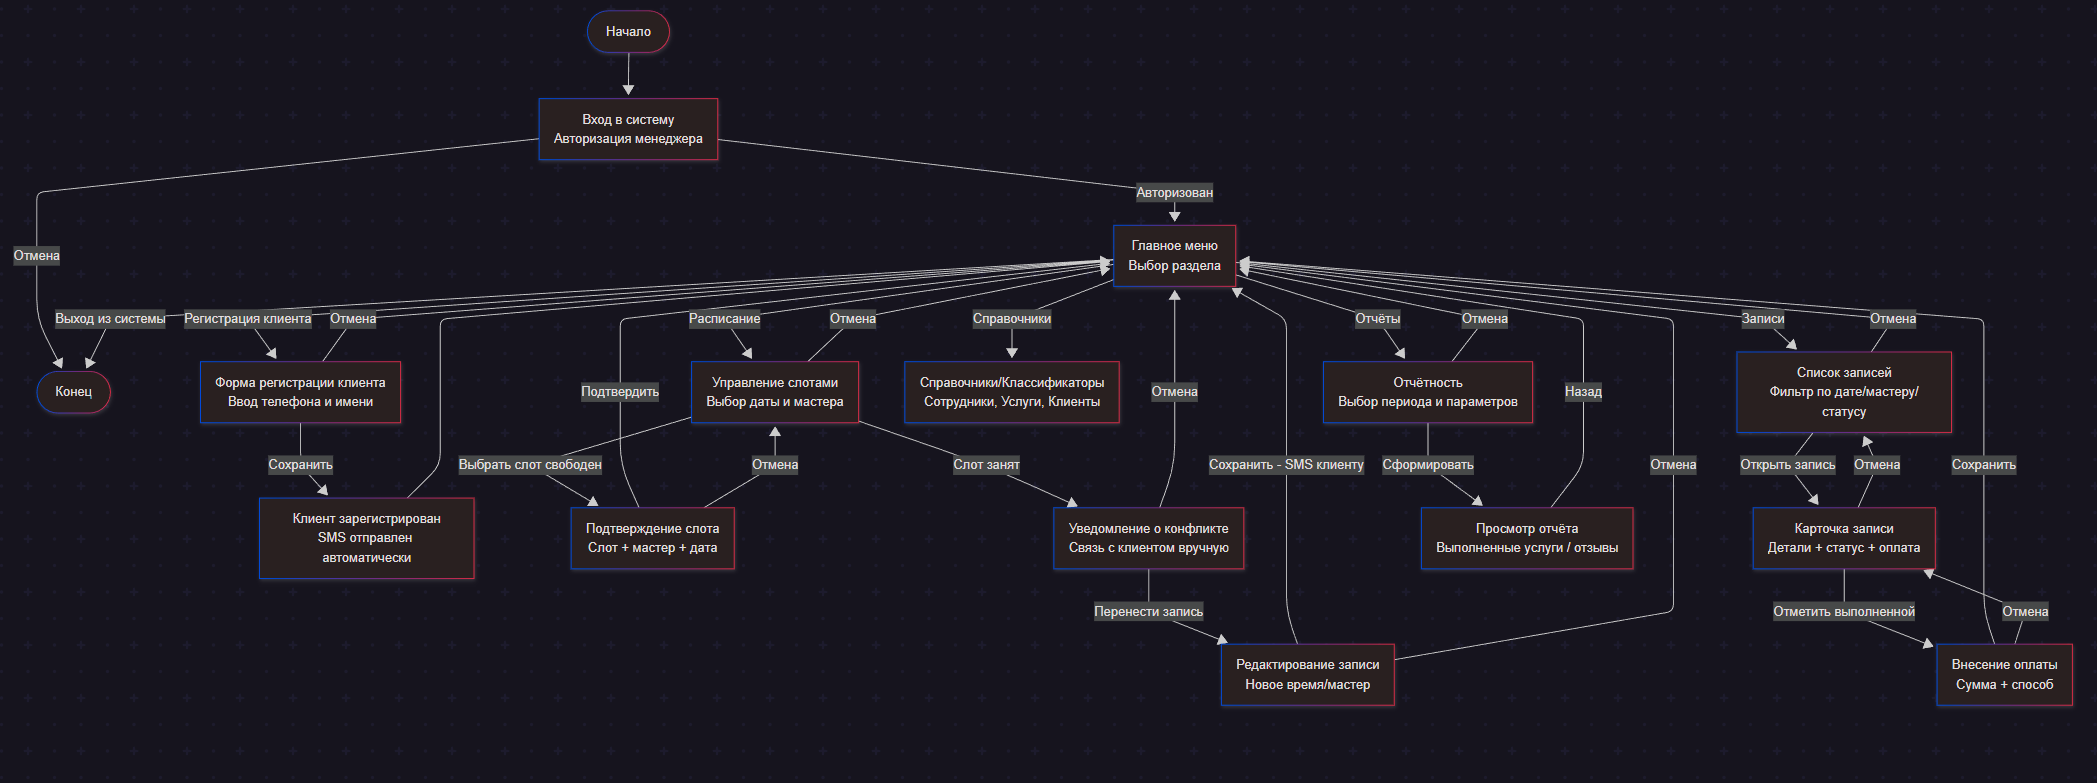 Начало
Вход в систему
Авторизация менеджера
Авторизован
Главное меню
Выбор раздела
Отмена
Выход из системы
Регистрация клиента
Отмена
Расписание
Отмена
Справочники
Отчёты
Отмена
Записи
Отмена
Конец
Форма регистрации клиента
Ввод телефона и имени
Подтвердить
Управление слотами
Выбор даты и мастера
Справочники/Классификаторы
Сотрудники, Услуги, Клиенты
Отмена
Отчётность
Выбор периода и параметров
Назад
Список записей
Фильтр по дате/мастеру/
статусу
Сохранить
Выбрать слот свободен
Отмена
Слот занят
Сохранить - SMS клиенту
Сформировать
Отмена
Открыть запись
Отмена
Сохранить
Клиент зарегистрирован
SMS отправлен
автоматически
Подтверждение слота
Слот + мастер + дата
Уведомление о конфликте
Связь с клиентом вручную
Просмотр отчёта
Выполненные услуги / отзывы
Карточка записи
Детали + статус + оплата
Перенести запись
Отметить выполненной
Отмена
Редактирование записи
Новое время/мастер
Внесение оплаты
Сумма + способ